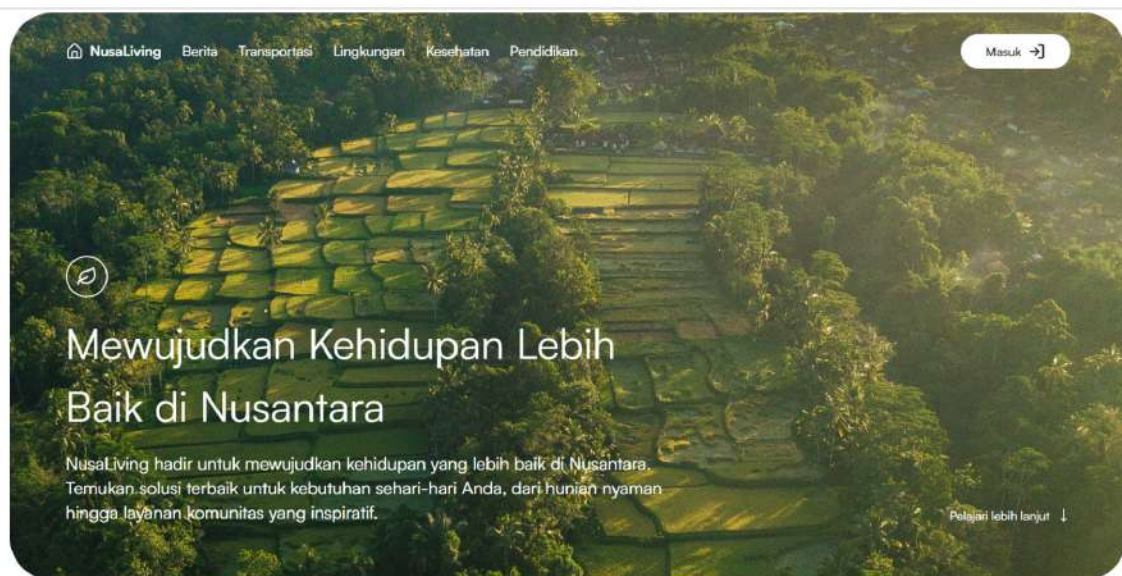 NusaLiving Berita Transportasi Lingkungan Kesehatan Pendidikan Masuk
Mewujudkan Kehidupan Lebih
Baik di Nusantara
NusaLiving hadir untuk mewujudkan kehidupan yang lebih baik di Nusantara.
Temukan solusi terbaik untuk kebutuhan sehari-hari Anda, dari hunian nyaman
hingga layanan komunitas yang inspiratif.
Pelajari lebih lanjut ↓